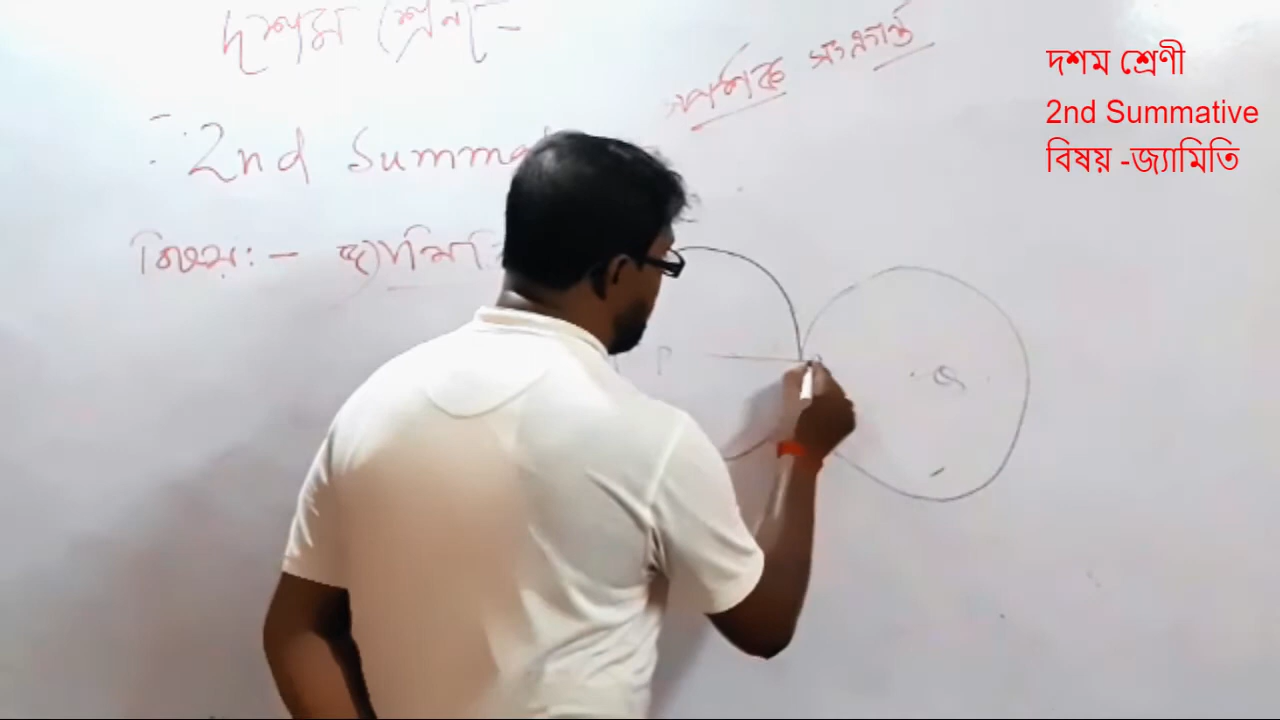 দশম শ্রেণী -
স্পর্শক সংক্রান্ত
দশম শ্রেণী
2nd Summative
বিষয় -জ্যামিতি
∴ 2nd Summa
বিষয়:- জ্যামিতি
P
Q